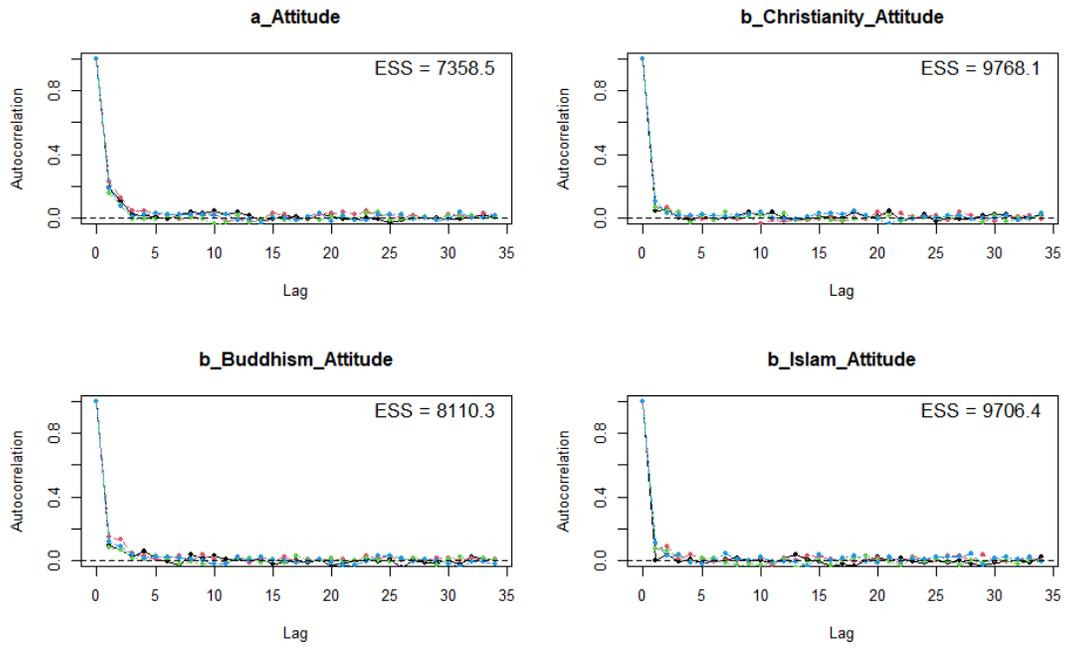 a_Attitude
ESS = 7358.5
Autocorrelation
0.0 0.4 0.8
0 5 10 15 20 25 30 35
Lag
b_Christianity_Attitude
ESS = 9768.1
Autocorrelation
0.0 0.4 0.8
0 5 10 15 20 25 30 35
Lag
b_Buddhism_Attitude
ESS = 8110.3
Autocorrelation
0.0 0.4 0.8
0 5 10 15 20 25 30 35
Lag
b_Islam_Attitude
ESS = 9706.4
Autocorrelation
0.0 0.4 0.8
0 5 10 15 20 25 30 35
Lag